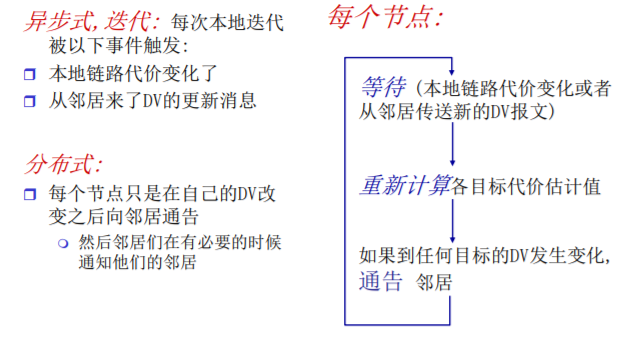 异步式,迭代: 每次本地迭代
被以下事件触发:
本地链路代价变化了
从邻居来了DV的更新消息
分布式:
每个节点只是在自己的DV改
变之后向邻居通告
然后邻居们在有必要的时候
通知他们的邻居
每个节点:
等待 (本地链路代价变化或者
从邻居传送新的DV报文)
重新计算各目标代价估计值
如果到任何目标的DV发生变化,
通告 邻居